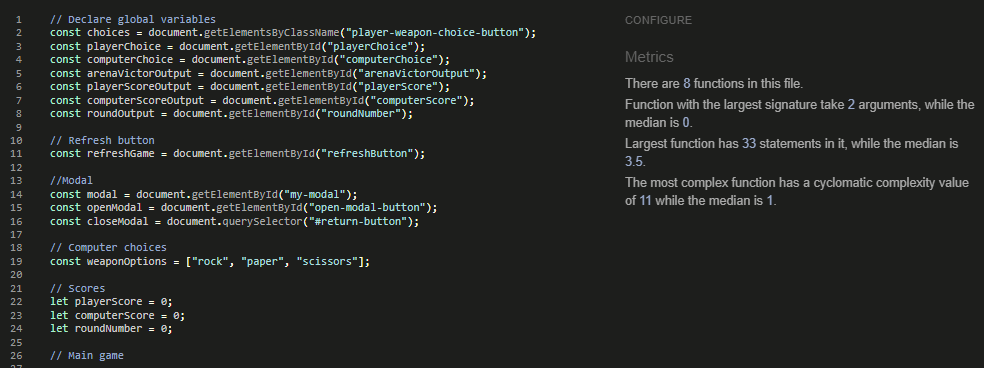 1 // Declare global variables
2 const choices = document.getElementsByClassName("player-weapon-choice-button");
3 const playerChoice = document.getElementById("playerChoice");
4 const computerChoice = document.getElementById("computerChoice");
5 const arenaVictorOutput = document.getElementById("arenaVictorOutput");
6 const playerScoreOutput = document.getElementById("playerScore");
7 const computerScoreOutput = document.getElementById("computerScore");
8 const roundOutput = document.getElementById("roundNumber");
9
10 // Refresh button
11 const refreshGame = document.getElementById("refreshButton");
12
13 //Modal
14 const modal = document.getElementById("my-modal");
15 const openModal = document.getElementById("open-modal-button");
16 const closeModal = document.querySelector("#return-button");
17
18 // Computer choices
19 const weaponOptions = ["rock", "paper", "scissors"];
20
21 // Scores
22 let playerScore = 0;
23 let computerScore = 0;
24 let roundNumber = 0;
25
26 // Main game
27
CONFIGURE
Metrics
There are 8 functions in this file.
Function with the largest signature take 2 arguments, while the
median is 0.
Largest function has 33 statements in it, while the median is
3.5.
The most complex function has a cyclomatic complexity value
of 11 while the median is 1.